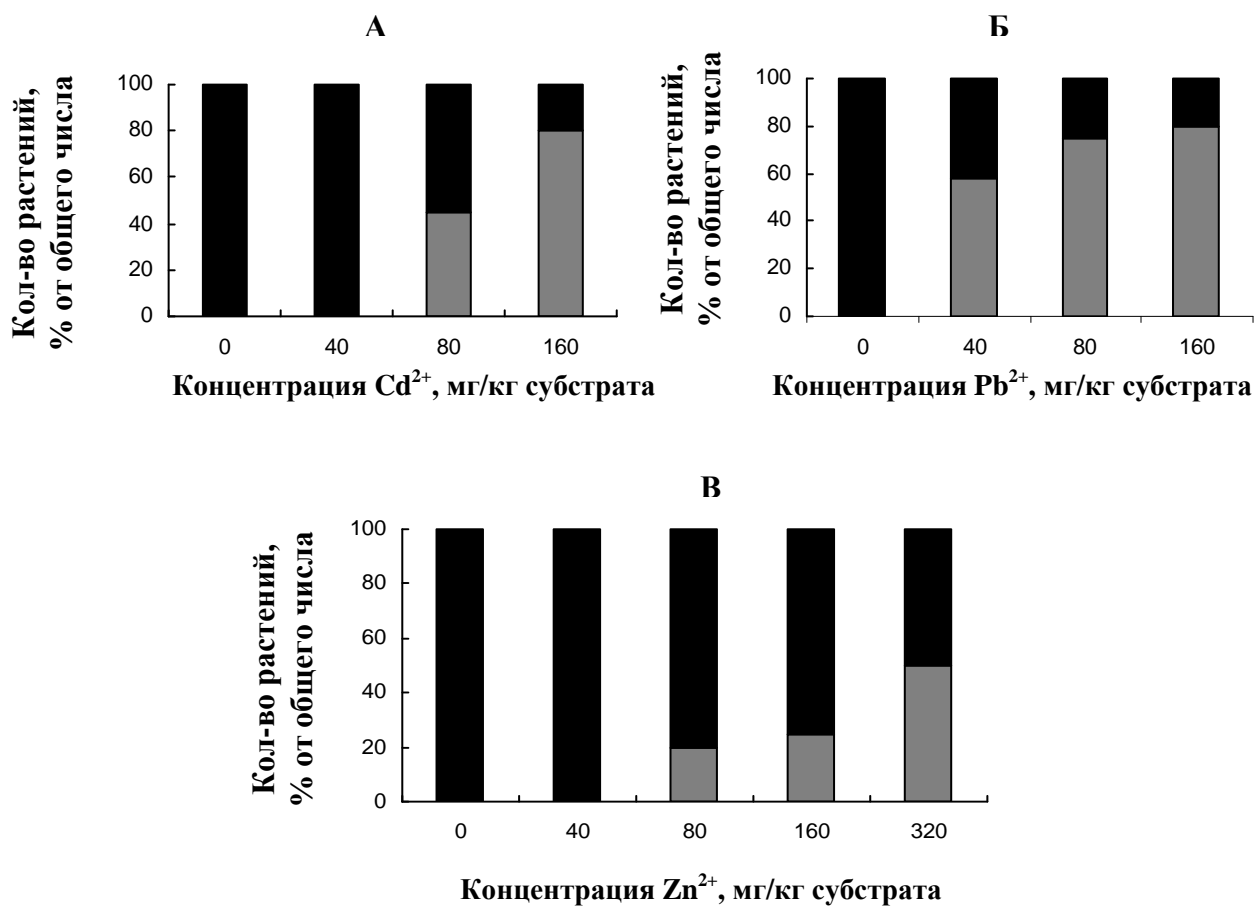 А
Кол-во растений,
% от общего числа
100
80
60
40
20
0
0 40 80 160
Концентрация Cd²⁺, мг/кг субстрата
Б
Кол-во растений,
% от общего числа
100
80
60
40
20
0
0 40 80 160
Концентрация Pb²⁺, мг/кг субстрата
В
Кол-во растений,
% от общего числа
100
80
60
40
20
0
0 40 80 160 320
Концентрация Zn²⁺, мг/кг субстрата